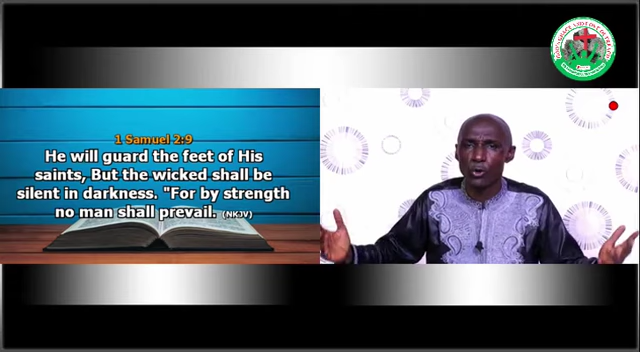 1 Samuel 2:9
He will guard the feet of His
saints, But the wicked shall be
silent in darkness. "For by strength
no man shall prevail. (NKJV)